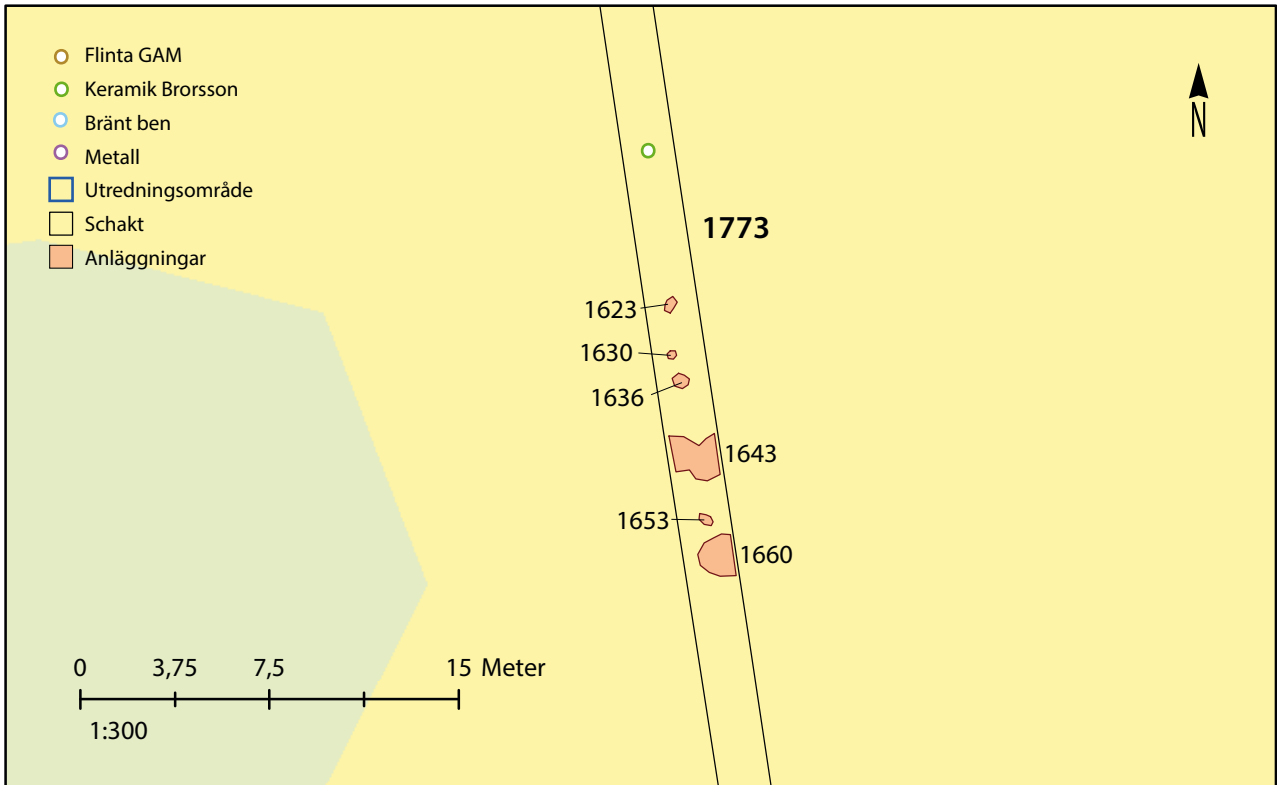 Flinta GAM
Keramik Brorsson
Bränt ben
Metall
Utredningsområde
Schakt
Anläggningar
N
1773
1623
1630
1636
1643
1653
1660
0 3,75 7,5 15 Meter
1:300